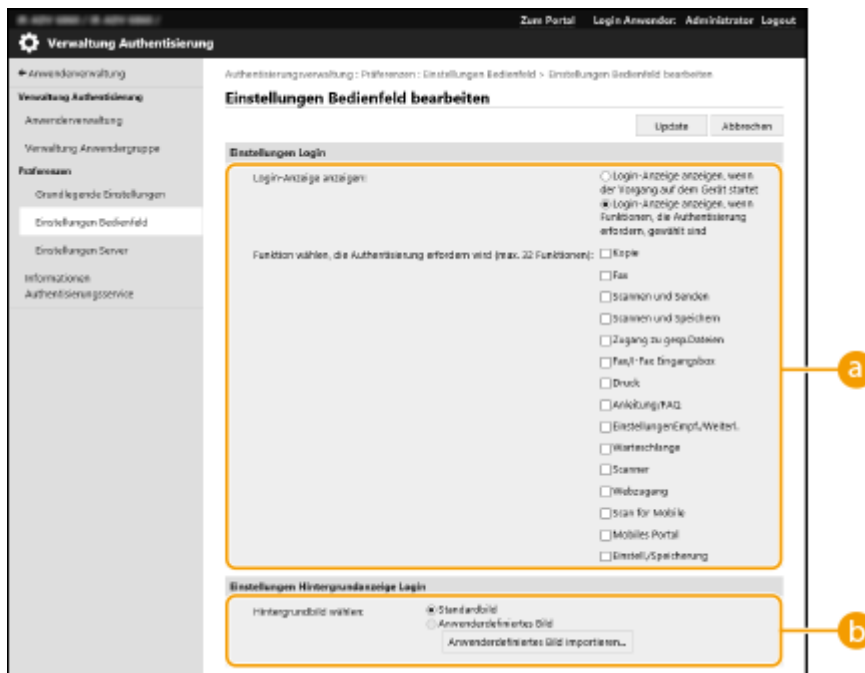 Zum Portal Login Anwender: Administrator Logout
Verwaltung Authentisierung
Anwenderverwaltung
Authentisierungsverwaltung : Präferenzen : Einstellungen Bedienfeld > Einstellungen Bedienfeld bearbeiten
Verwaltung Authentisierung
Anwenderverwaltung
Verwaltung Anwendergruppe
Präferenzen
Grundlegende Einstellungen
Einstellungen Bedienfeld
Einstellungen Server
Informationen
Authentisierungsservice
Einstellungen Bedienfeld bearbeiten
Update Abbrechen
Einstellungen Login
Login-Anzeige anzeigen:
Login-Anzeige anzeigen, wenn
der Vorgang auf dem Gerät startet
Login-Anzeige anzeigen, wenn
Funktionen, die Authentisierung
erfordern, gewählt sind
Funktion wählen, die Authentisierung erfordern wird (max. 32 Funktionen):
Kopie
Fax
Scannen und Senden
Scannen und Speichern
Zugang zu gesp.Dateien
Fax/I-Fax Eingangsbox
Druck
Anleitung/FAQ
EinstellungenEmpf./Weiterl.
Warteschlange
Scanner
Webzugang
Scan for Mobile
Mobiles Portal
Einstell./Speicherung
a
Einstellungen Hintergrundanzeige Login
Hintergrundbild wählen:
Standardbild
Anwenderdefiniertes Bild
Anwenderdefiniertes Bild importieren...
b